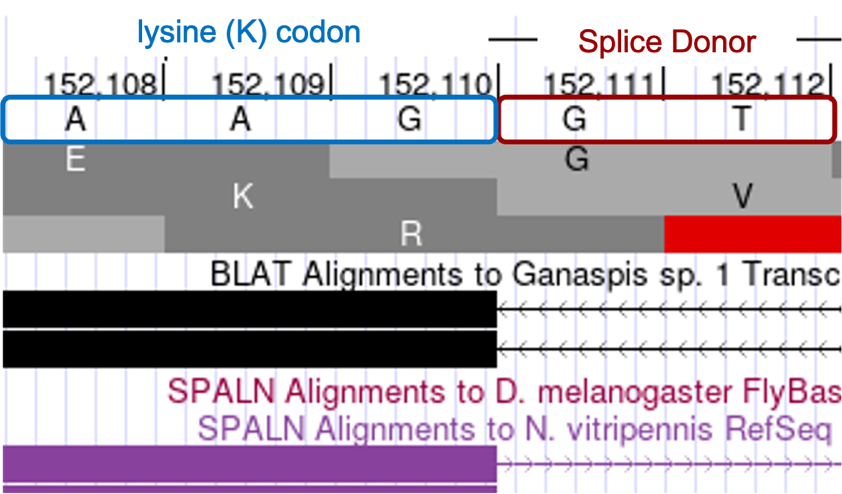 lysine (K) codon
Splice Donor
152,108| 152,109| 152,110| 152,111| 152,112|
A A G G T
E G
K V
R
BLAT Alignments to Ganaspis sp. 1 Transc
SPALN Alignments to D. melanogaster FlyBas
SPALN Alignments to N. vitripennis RefSeq